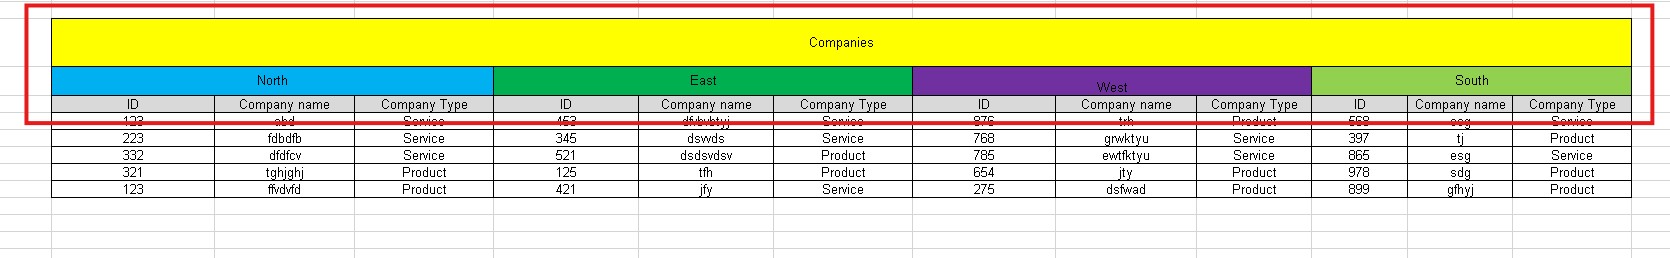 Companies
North East West South
ID Company name Company Type ID Company name Company Type ID Company name Company Type ID Company name Company Type
123 Service 453 Service 876 trh Product 568 Service
223 fdbdfb Service 345 dswds Service 768 grwktyu Service 397 tj Product
332 dfdfcv Service 521 dsdsvdsv Product 785 ewtfktyu Service 865 esg Service
321 tghjghj Product 125 tfh Product 654 jty Product 978 sdg Product
123 ffvdvfd Product 421 jfy Service 275 dsfwad Product 899 gfhyj Product